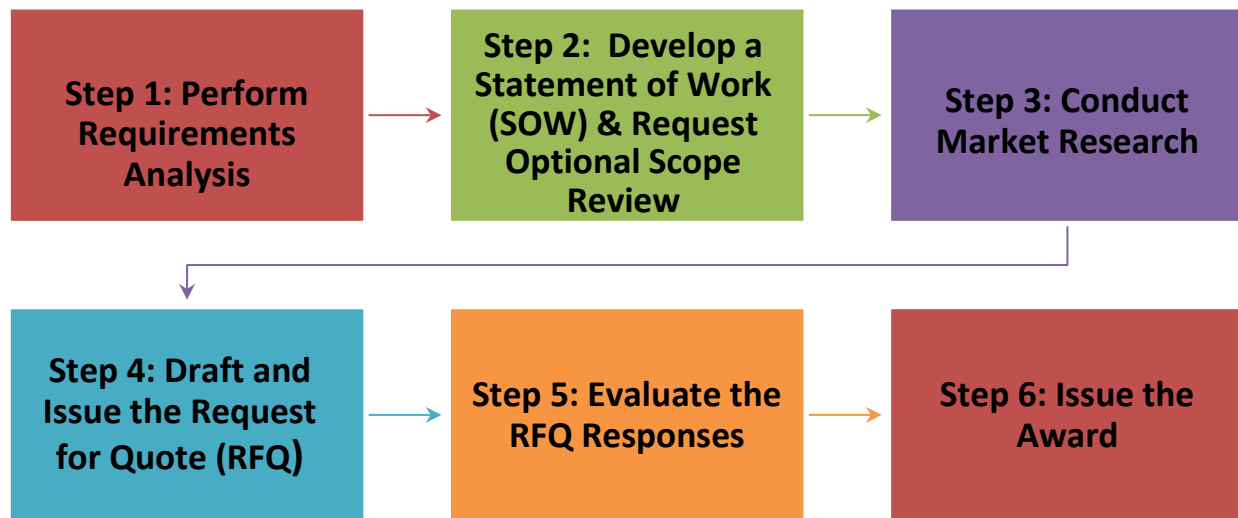 Step 1: Perform
Requirements
Analysis
Step 2:  Develop a
Statement of Work
(SOW) & Request
Optional Scope
Review
Step 3: Conduct
Market Research
Step 4: Draft and
Issue the Request
for Quote (RFQ)
Step 5: Evaluate the
RFQ Responses
Step 6: Issue the
Award